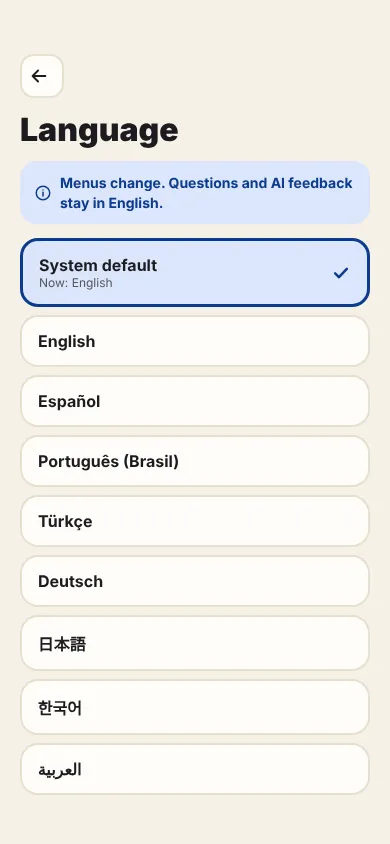 Language
Menus change. Questions and AI feedback
stay in English.
System default
Now: English
English
Español
Português (Brasil)
Türkçe
Deutsch
日本語
한국어
العربية